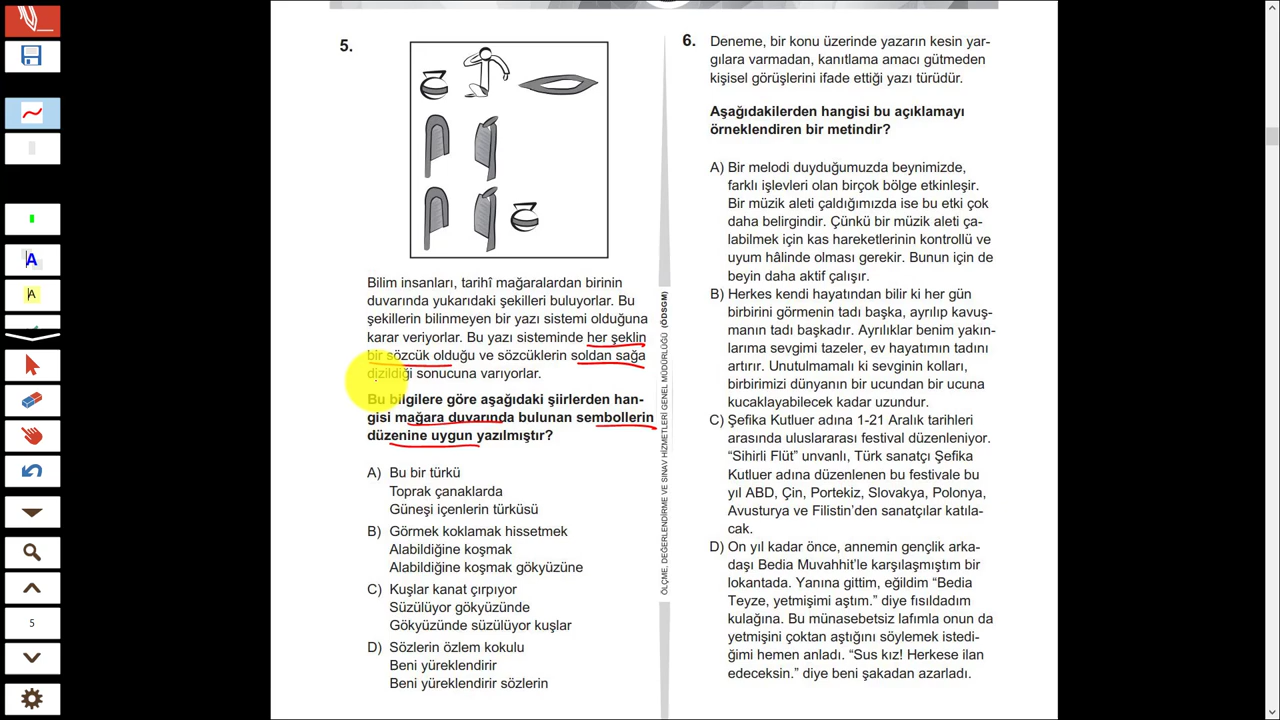 5.
Bilim insanları, tarihî mağaralardan birinin
duvarında yukarıdaki şekilleri buluyorlar. Bu
şekillerin bilinmeyen bir yazı sistemi olduğuna
karar veriyorlar. Bu yazı sisteminde her şeklin
bir sözcük olduğu ve sözcüklerin soldan sağa
dizildiği sonucuna varıyorlar.
Bu bilgilere göre aşağıdaki şiirlerden han-
gisi mağara duvarında bulunan sembollerin
düzenine uygun yazılmıştır?
A) Bu bir türkü
Toprak çanaklarda
Güneşi içenlerin türküsü
B) Görmek koklamak hissetmek
Alabildiğine koşmak
Alabildiğine koşmak gökyüzüne
C) Kuşlar kanat çırpıyor
Süzülüyor gökyüzünde
Gökyüzünde süzülüyor kuşlar
D) Sözlerin özlem kokulu
Beni yüreklendirir
Beni yüreklendirir sözlerin
ÖLÇME, DEĞERLENDİRME VE SINAV HİZMETLERİ GENEL MÜDÜRLÜĞÜ (ÖDSGM)
6. Deneme, bir konu üzerinde yazarın kesin yar-
gılara varmadan, kanıtlama amacı gütmeden
kişisel görüşlerini ifade ettiği yazı türüdür.
Aşağıdakilerden hangisi bu açıklamayı
örneklendiren bir metindir?
A) Bir melodi duyduğumuzda beynimizde,
farklı işlevleri olan birçok bölge etkinleşir.
Bir müzik aleti çaldığımızda ise bu etki çok
daha belirgindir. Çünkü bir müzik aleti ça-
labilmek için kas hareketlerinin kontrollü ve
uyum hâlinde olması gerekir. Bunun için de
beyin daha aktif çalışır.
B) Herkes kendi hayatından bilir ki her gün
birbirini görmenin tadı başka, ayrılıp kavuş-
manın tadı başkadır. Ayrılıklar benim yakın-
larıma sevgimi tazeler, ev hayatımın tadını
artırır. Unutulmamalı ki sevginin kolları,
birbirimizi dünyanın bir ucundan bir ucuna
kucaklayabilecek kadar uzundur.
C) Şefika Kutluer adına 1-21 Aralık tarihleri
arasında uluslararası festival düzenleniyor.
“Sihirli Flüt” unvanlı, Türk sanatçı Şefika
Kutluer adına düzenlenen bu festivale bu
yıl ABD, Çin, Portekiz, Slovakya, Polonya,
Avusturya ve Filistin’den sanatçılar katıla-
cak.
D) On yıl kadar önce, annemin gençlik arka-
daşı Bedia Muvahhit’le karşılaşmıştım bir
lokantada. Yanına gittim, eğildim “Bedia
Teyze, yetmişimi aştım.” diye fısıldadım
kulağına. Bu münasebetsiz lafımla onun da
yetmişini çoktan aştığını söylemek istedi-
ğimi hemen anladı. “Sus kız! Herkese ilan
edeceksin.” diye beni şakadan azarladı.
A
A
5